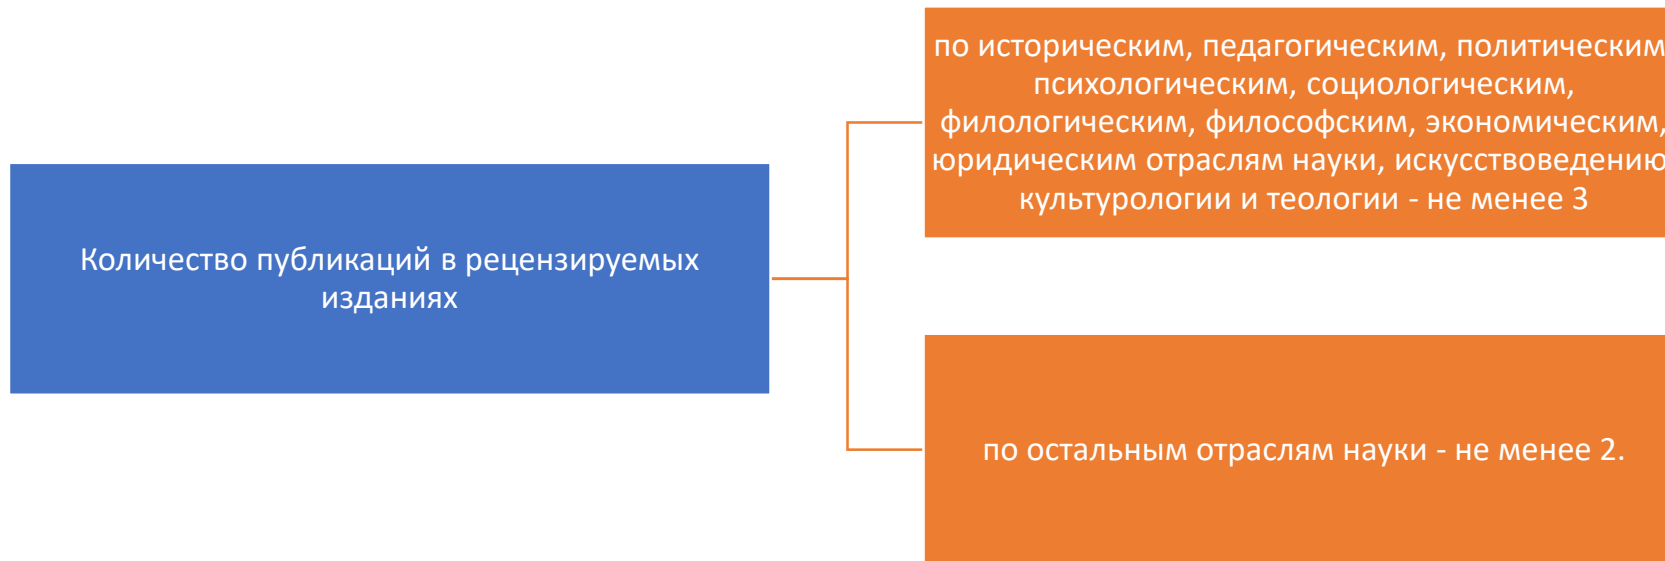 Количество публикаций в рецензируемых
изданиях
по историческим, педагогическим, политическим
психологическим, социологическим,
филологическим, философским, экономическим,
юридическим отраслям науки, искусствоведению
культурологии и теологии - не менее 3
по остальным отраслям науки - не менее 2.